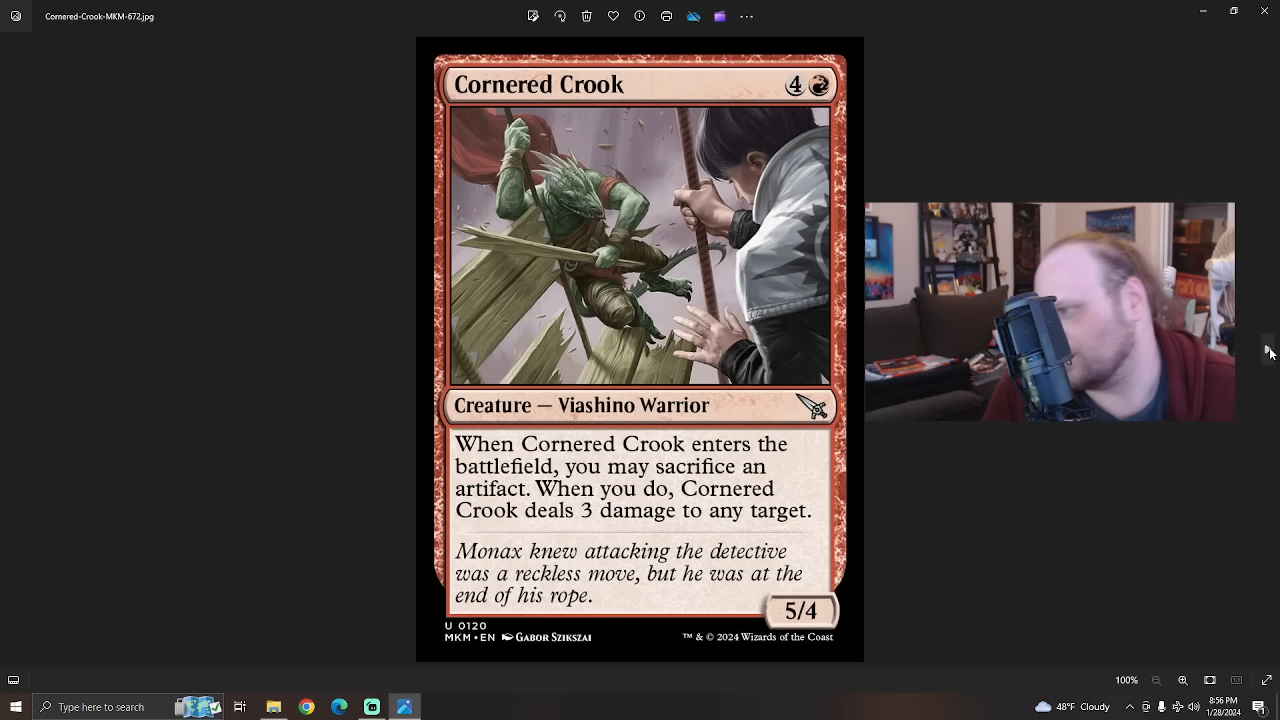 Cornered-Crook-MKM-672.jpg
Cornered Crook 4
Creature — Viashino Warrior
When Cornered Crook enters the
battlefield, you may sacrifice an
artifact. When you do, Cornered
Crook deals 3 damage to any target.
Monax knew attacking the detective
was a reckless move, but he was at the
end of his rope.
5/4
U 0120
MKM • EN Gabor Szikszai
™ & © 2024 Wizards of the Coast
100%
Type here to search
48°F
8:56 PM
1/28/2024